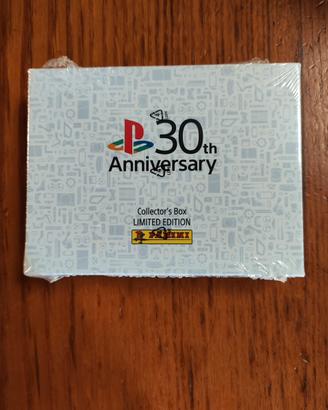 30th
Anniversary
Collector's Box
LIMITED EDITION
PANINI